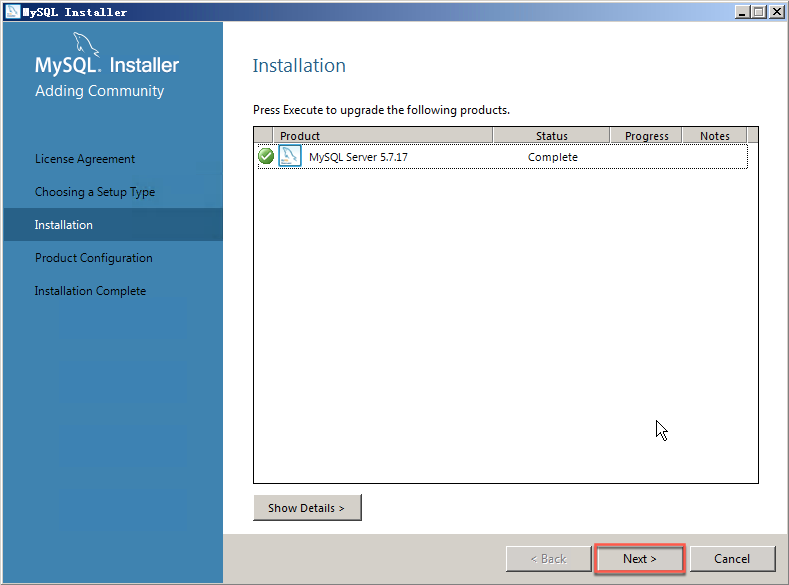 MySQL Installer
MySQL. Installer
Adding Community
License Agreement
Choosing a Setup Type
Installation
Product Configuration
Installation Complete
Installation
Press Execute to upgrade the following products.
Product Status Progress Notes
MySQL Server 5.7.17 Complete
Show Details >
< Back Next > Cancel